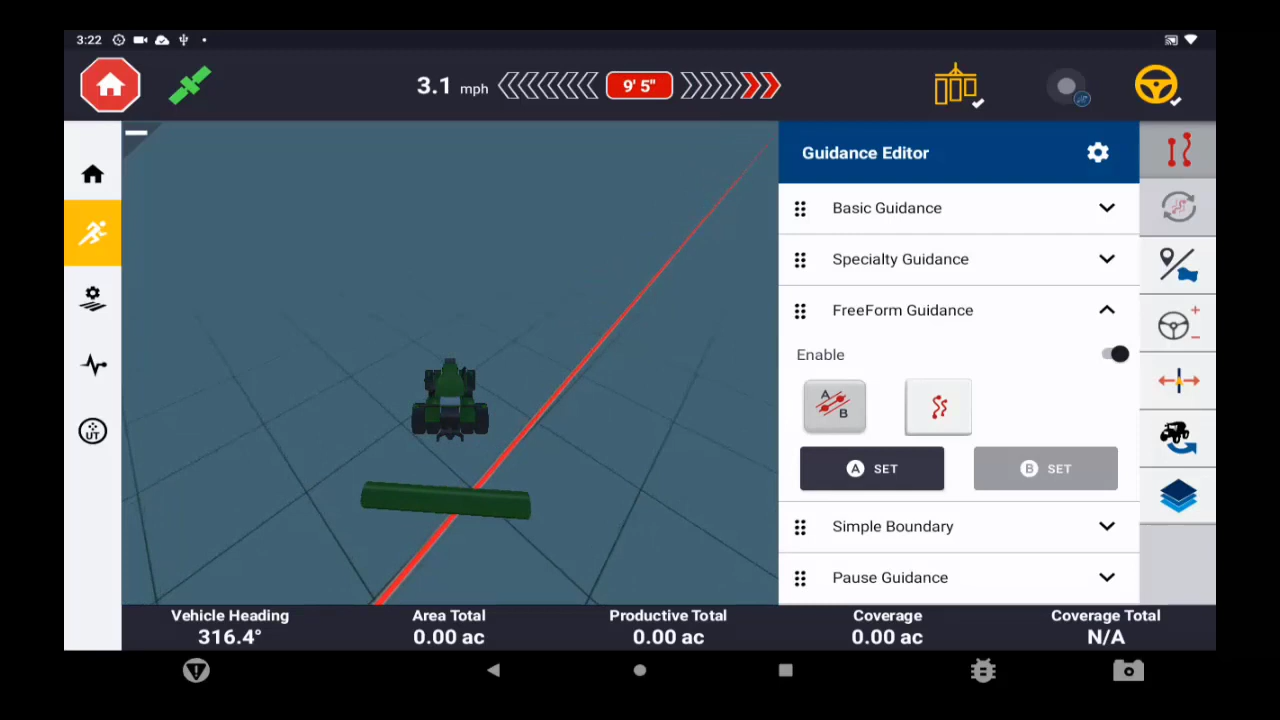 3:22
3.1 mph
9' 5"
Guidance Editor
Basic Guidance
Specialty Guidance
FreeForm Guidance
Enable
A B
A SET
B SET
Simple Boundary
Pause Guidance
UT
Vehicle Heading
316.4°
Area Total
0.00 ac
Productive Total
0.00 ac
Coverage
0.00 ac
Coverage Total
N/A